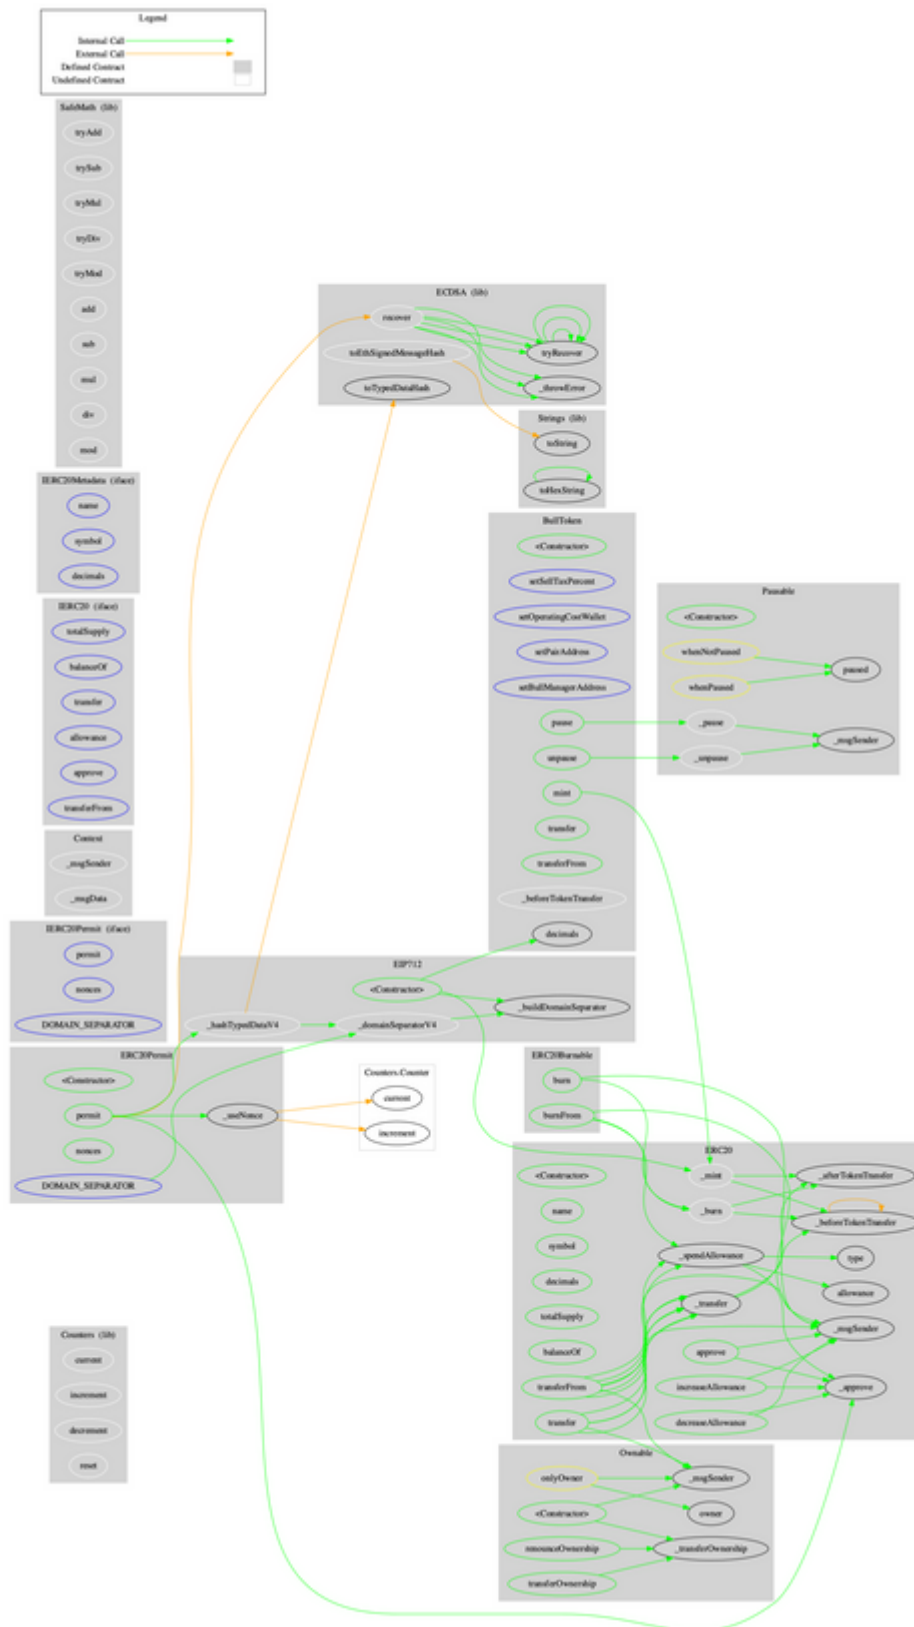 Legend
Internal Call
External Call
Defined Contract
Undefined Contract
SafeMath (lib)
tryAdd
trySub
tryMul
tryDiv
tryMod
add
sub
mul
div
mod
IERC20Metadata (iface)
name
symbol
decimals
IERC20 (iface)
totalSupply
balanceOf
transfer
allowance
approve
transferFrom
Context
_msgSender
_msgData
IERC20Permit (iface)
permit
nonces
DOMAIN_SEPARATOR
ERC20Permit
<Constructor>
permit
_useNonce
nonces
DOMAIN_SEPARATOR
Counters (lib)
current
increment
decrement
reset
ECDSA (lib)
recover
toEthSignedMessageHash
tryRecover
toTypedDataHash
_throwError
Strings (lib)
toString
toHexString
BullToken
<Constructor>
setSellTaxPercent
setOperatingCostWallet
setPairAddress
setBullManagerAddress
pause
unpause
mint
transfer
transferFrom
_beforeTokenTransfer
decimals
Pausable
<Constructor>
whenNotPaused
paused
whenPaused
_pause
_msgSender
_unpause
EIP712
<Constructor>
_buildDomainSeparator
_hashTypedDataV4
_domainSeparatorV4
Counters.Counter
current
increment
ERC20Burnable
burn
burnFrom
ERC20
<Constructor>
_mint
_afterTokenTransfer
name
_burn
_beforeTokenTransfer
symbol
_spendAllowance
type
decimals
allowance
totalSupply
_transfer
_msgSender
balanceOf
approve
transferFrom
increaseAllowance
_approve
transfer
decreaseAllowance
Ownable
onlyOwner
_msgSender
<Constructor>
owner
renounceOwnership
_transferOwnership
transferOwnership